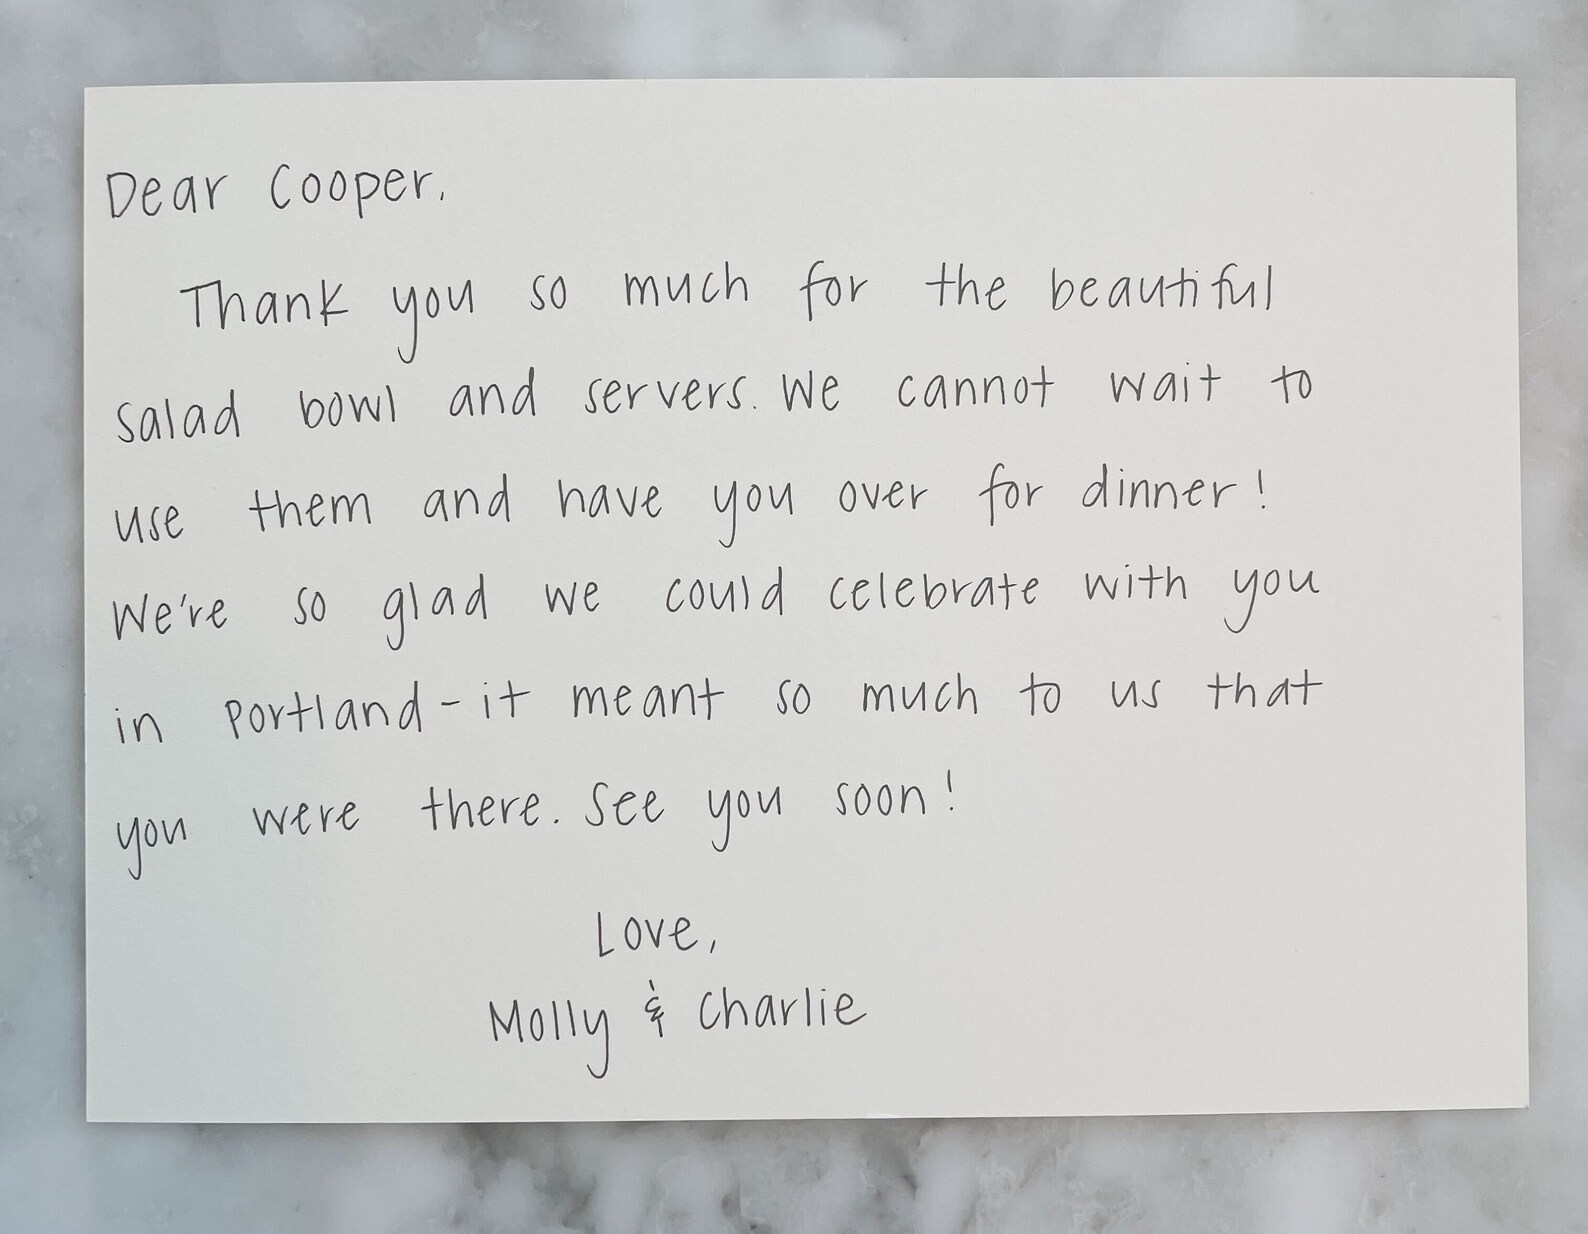 Dear Cooper,
Thank you so much for the beautiful
salad bowl and servers. We cannot wait to
use them and have you over for dinner!
We're so glad we could celebrate with you
in Portland - it meant so much to us that
you were there. See you soon!
Love,
Molly & Charlie